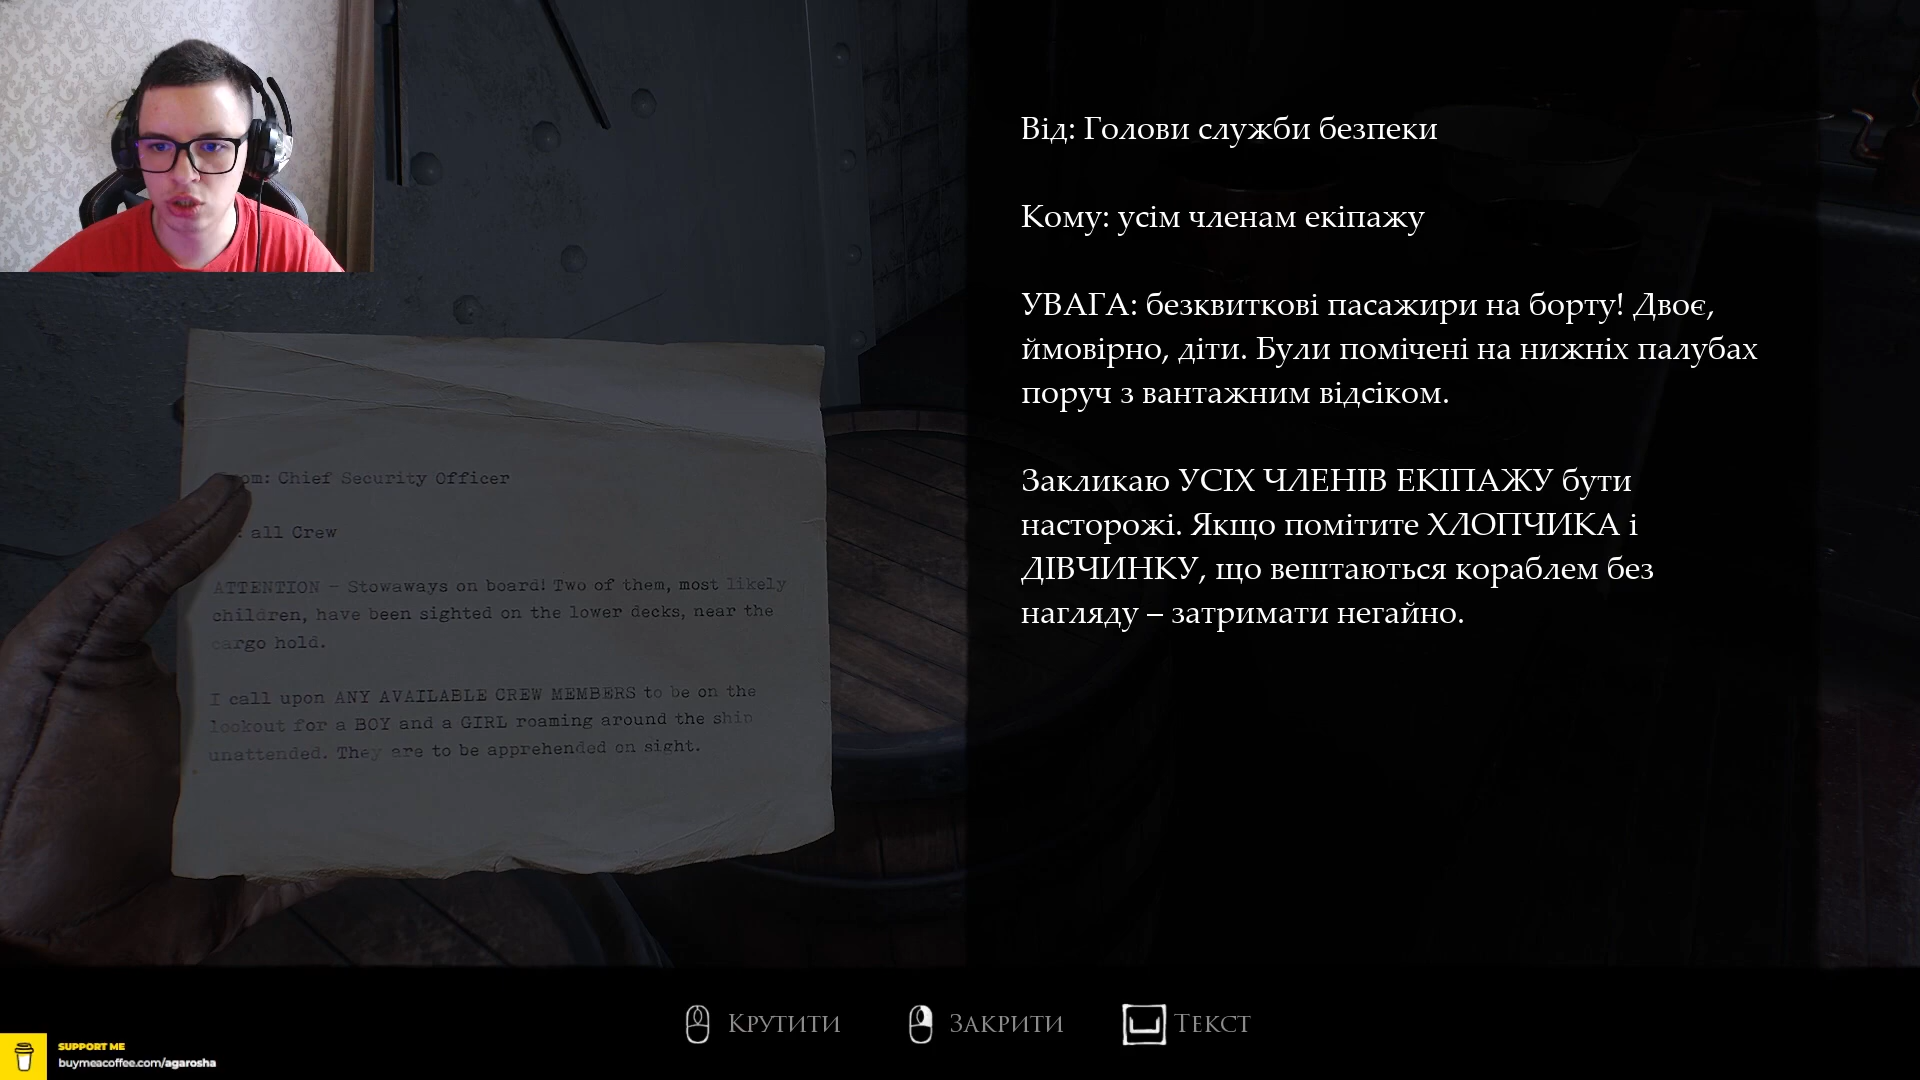 Від: Голови служби безпеки
Кому: усім членам екіпажу
УВАГА: безквиткові пасажири на борту! Двоє,
ймовірно, діти. Були помічені на нижніх палубах
поруч з вантажним відсіком.
Закликаю УСІХ ЧЛЕНІВ ЕКІПАЖУ бути
насторожі. Якщо помітите ХЛОПЧИКА і
ДІВЧИНКУ, що вештаються кораблем без
нагляду – затримати негайно.
Chief Security Officer
all Crew
ATTENTION - Stowaways on board! Two of them, most likely
children, have been sighted on the lower decks, near the
cargo hold.
I call upon ANY AVAILABLE CREW MEMBERS to be on the
lookout for a BOY and a GIRL roaming around the ship
unattended. They are to be apprehended on sight.
КРУТИТИ
ЗАКРИТИ
ТЕКСТ
SUPPORT ME
buymeacoffee.com/agarosha